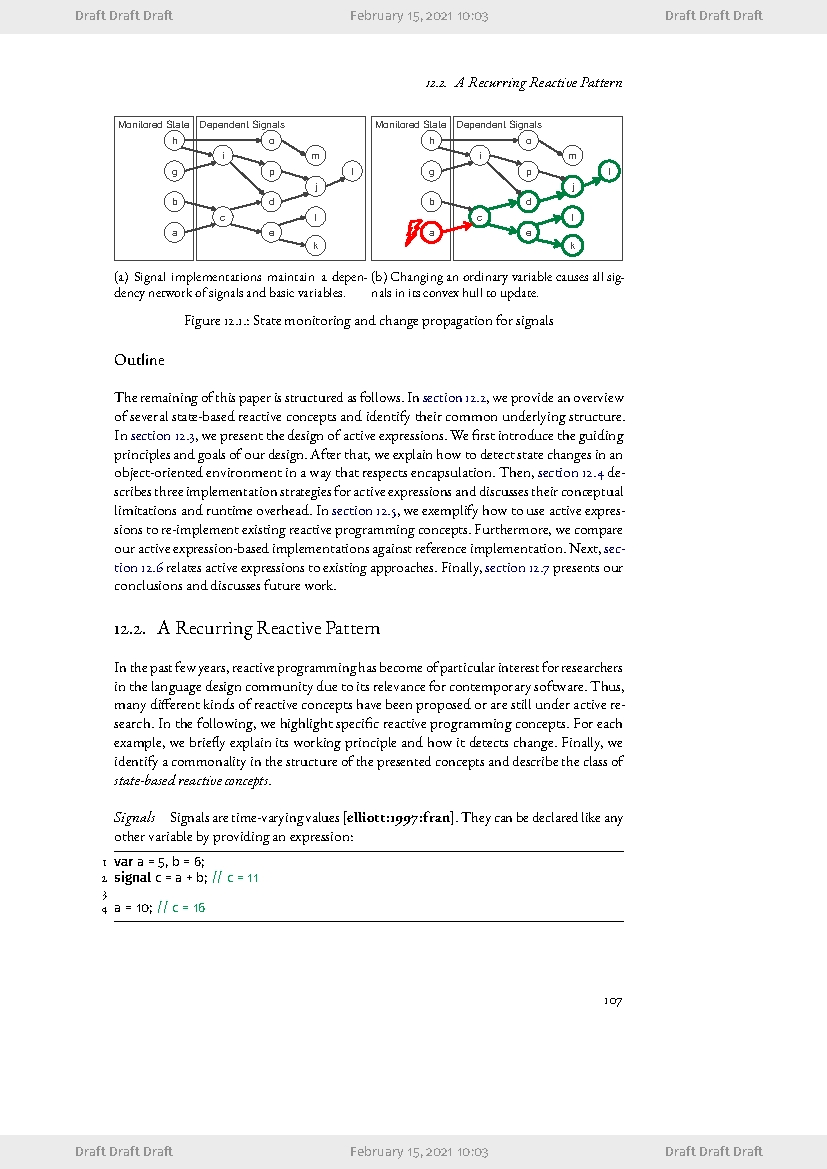 Draft Draft Draft February 15, 2021 10:03 Draft Draft Draft
12.2. A Recurring Reactive Pattern
Monitored State Dependent Signals Monitored State Dependent Signals
h o h o
i m i m
g p l g p l
j j
b d b d
c l c l
a e a e
k k
(a) Signal implementations maintain a depen-
dency network of signals and basic variables.
(b) Changing an ordinary variable causes all sig-
nals in its convex hull to update.
Figure 12.1.: State monitoring and change propagation for signals
Outline
The remaining of this paper is structured as follows. In section 12.2, we provide an overview
of several state-based reactive concepts and identify their common underlying structure.
In section 12.3, we present the design of active expressions. We first introduce the guiding
principles and goals of our design. After that, we explain how to detect state changes in an
object-oriented environment in a way that respects encapsulation. Then, section 12.4 de-
scribes three implementation strategies for active expressions and discusses their conceptual
limitations and runtime overhead. In section 12.5, we exemplify how to use active expres-
sions to re-implement existing reactive programming concepts. Furthermore, we compare
our active expression-based implementations against reference implementation. Next, sec-
tion 12.6 relates active expressions to existing approaches. Finally, section 12.7 presents our
conclusions and discusses future work.
12.2. A Recurring Reactive Pattern
In the past few years, reactive programming has become of particular interest for researchers
in the language design community due to its relevance for contemporary software. Thus,
many different kinds of reactive concepts have been proposed or are still under active re-
search. In the following, we highlight specific reactive programming concepts. For each
example, we briefly explain its working principle and how it detects change. Finally, we
identify a commonality in the structure of the presented concepts and describe the class of
state-based reactive concepts.
Signals Signals are time-varying values [elliott:1997:fran]. They can be declared like any
other variable by providing an expression:
1 var a = 5, b = 6;
2 signal c = a + b; // c = 11
3
4 a = 10; // c = 16
107
Draft Draft Draft February 15, 2021 10:03 Draft Draft Draft